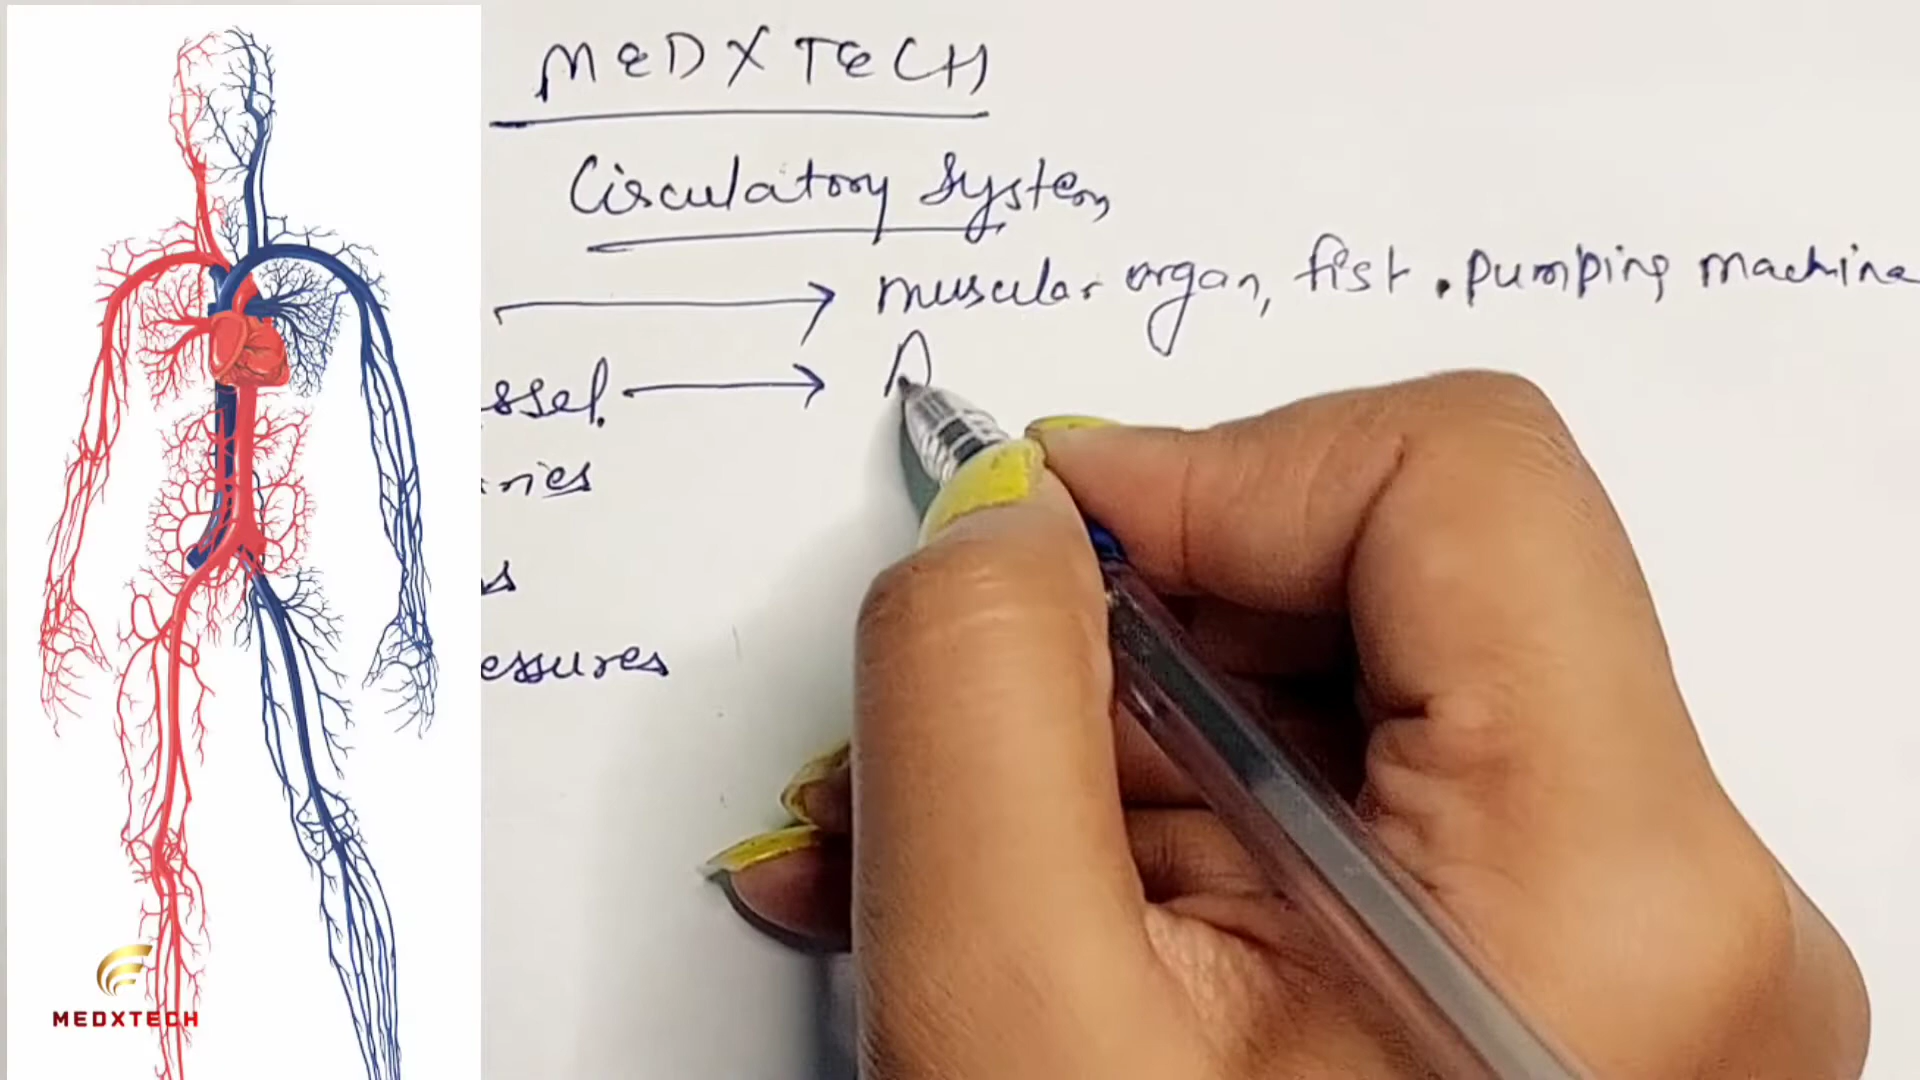 MEDXTECH
Circulatory System
muscular organ, fist . pumping machine
ssel.
A
ries
s
essures
MEDXTECH